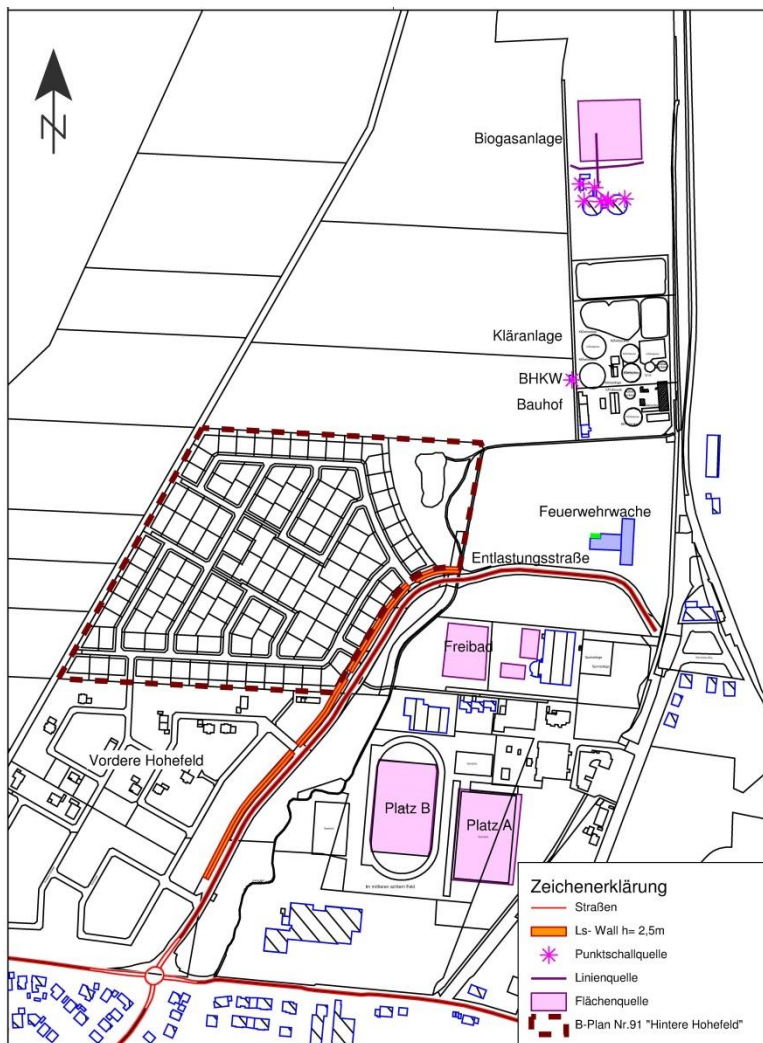 N
Biogasanlage
Kläranlage
BHKW
Bauhof
Feuerwehrwache
Entlastungsstraße
Freibad
Vordere Hohefeld
Platz B
Platz A
Zeichenerklärung
Straßen
Ls- Wall h= 2,5m
Punktschallquelle
Linienquelle
Flächenquelle
B-Plan Nr.91 "Hintere Hohefeld"